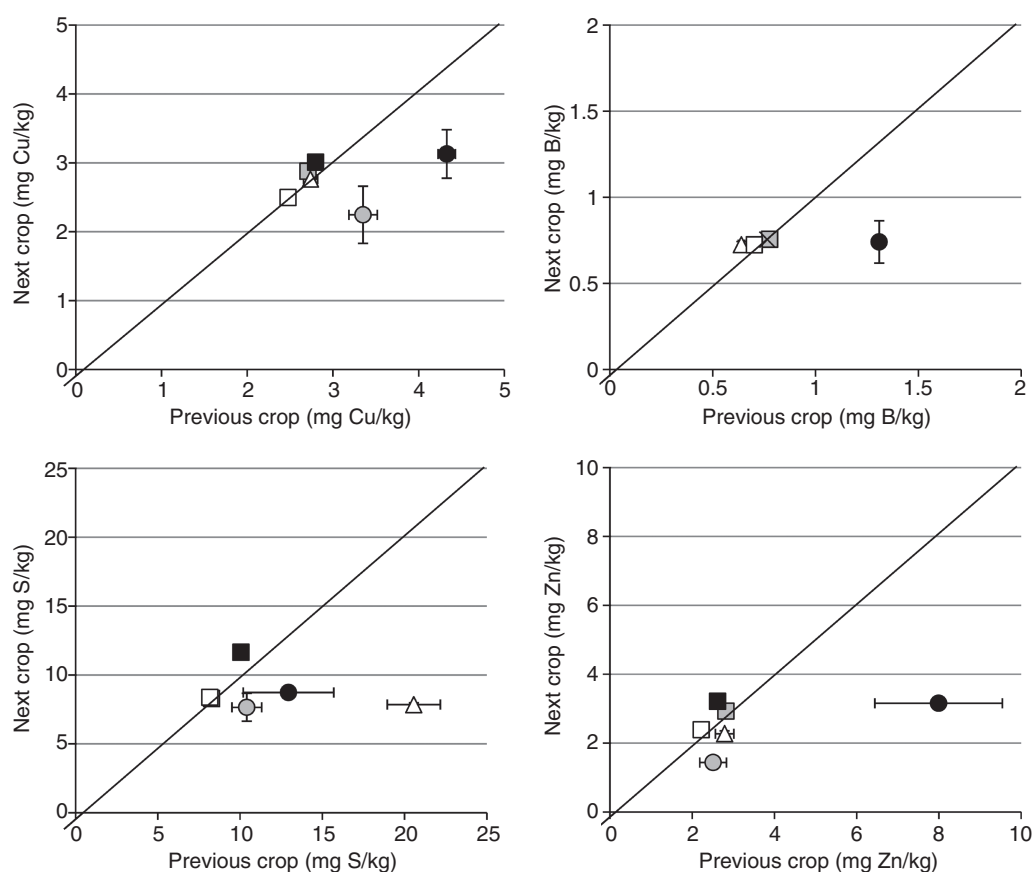 5
4
3
2
1
0
Next crop (mg Cu/kg)
0 1 2 3 4 5
Previous crop (mg Cu/kg)
2
1.5
1
0.5
0
Next crop (mg B/kg)
0 0.5 1 1.5 2
Previous crop (mg B/kg)
25
20
15
10
5
0
Next crop (mg S/kg)
0 5 10 15 20 25
Previous crop (mg S/kg)
10
8
6
4
2
0
Next crop (mg Zn/kg)
0 2 4 6 8 10
Previous crop (mg Zn/kg)